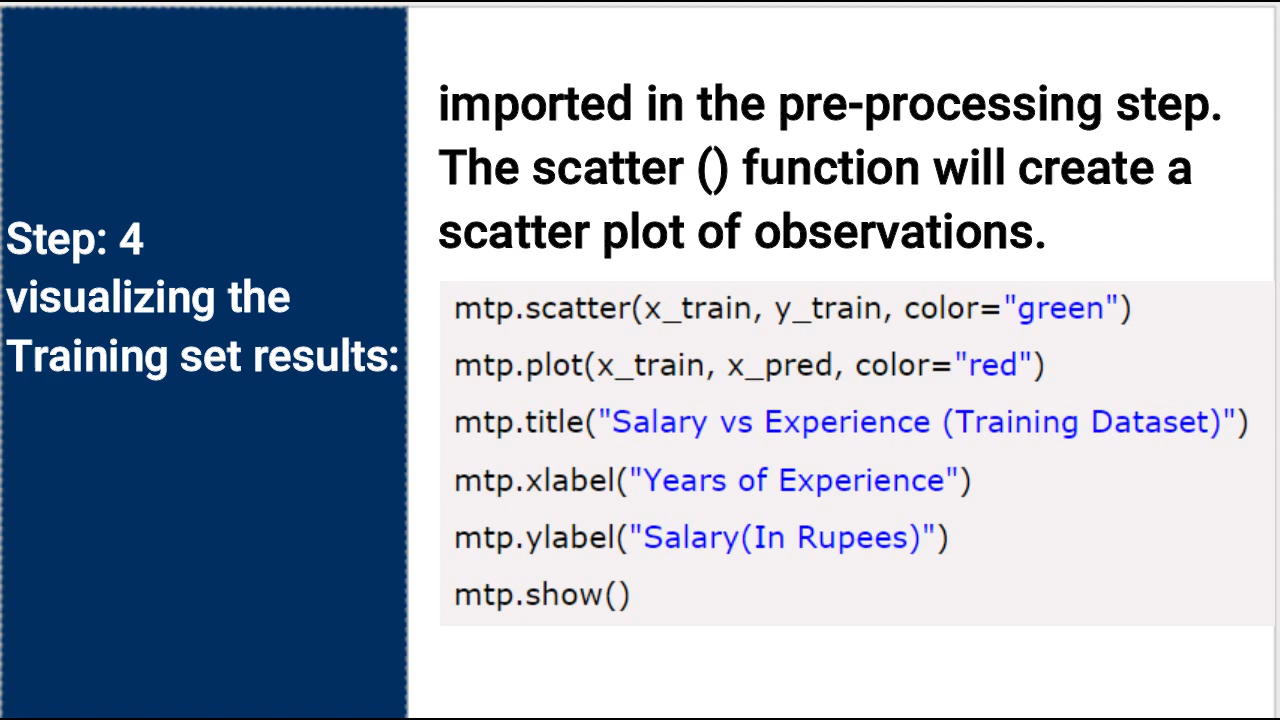 Step: 4
visualizing the
Training set results:
imported in the pre-processing step.
The scatter () function will create a
scatter plot of observations.
mtp.scatter(x_train, y_train, color="green")
mtp.plot(x_train, x_pred, color="red")
mtp.title("Salary vs Experience (Training Dataset)")
mtp.xlabel("Years of Experience")
mtp.ylabel("Salary(In Rupees)")
mtp.show()